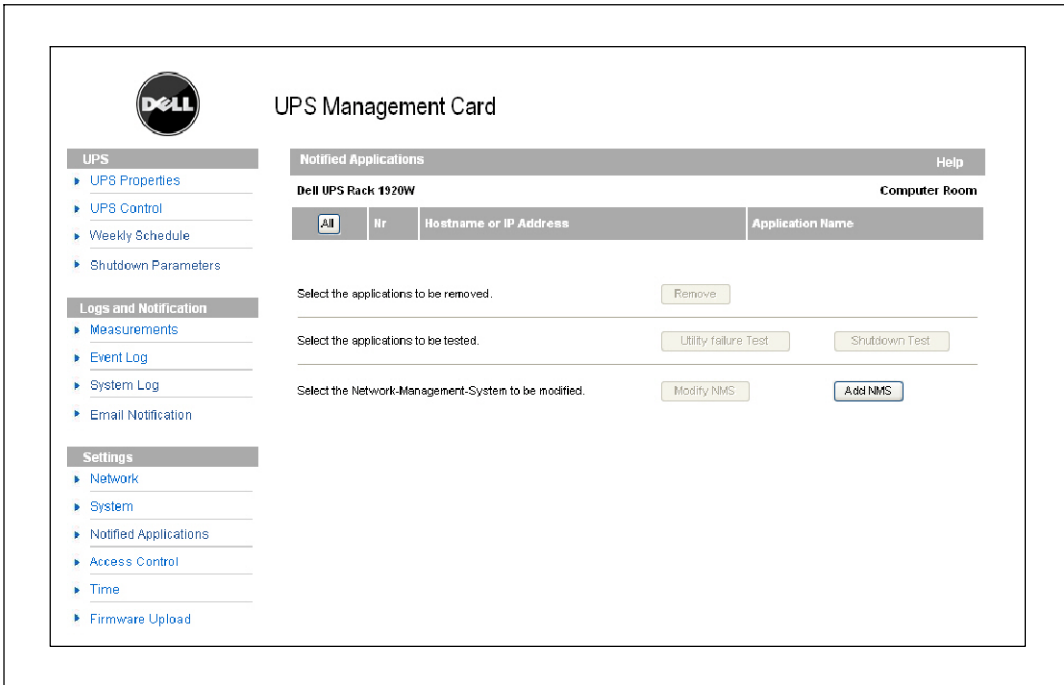 DELL
UPS Management Card
UPS
UPS Properties
UPS Control
Weekly Schedule
Shutdown Parameters
Logs and Notification
Measurements
Event Log
System Log
Email Notification
Settings
Network
System
Notified Applications
Access Control
Time
Firmware Upload
Notified Applications Help
Dell UPS Rack 1920W Computer Room
All Nr Hostname or IP Address Application Name
Select the applications to be removed. Remove
Select the applications to be tested. Utility failure Test Shutdown Test
Select the Network-Management-System to be modified. Modify NMS Add NMS